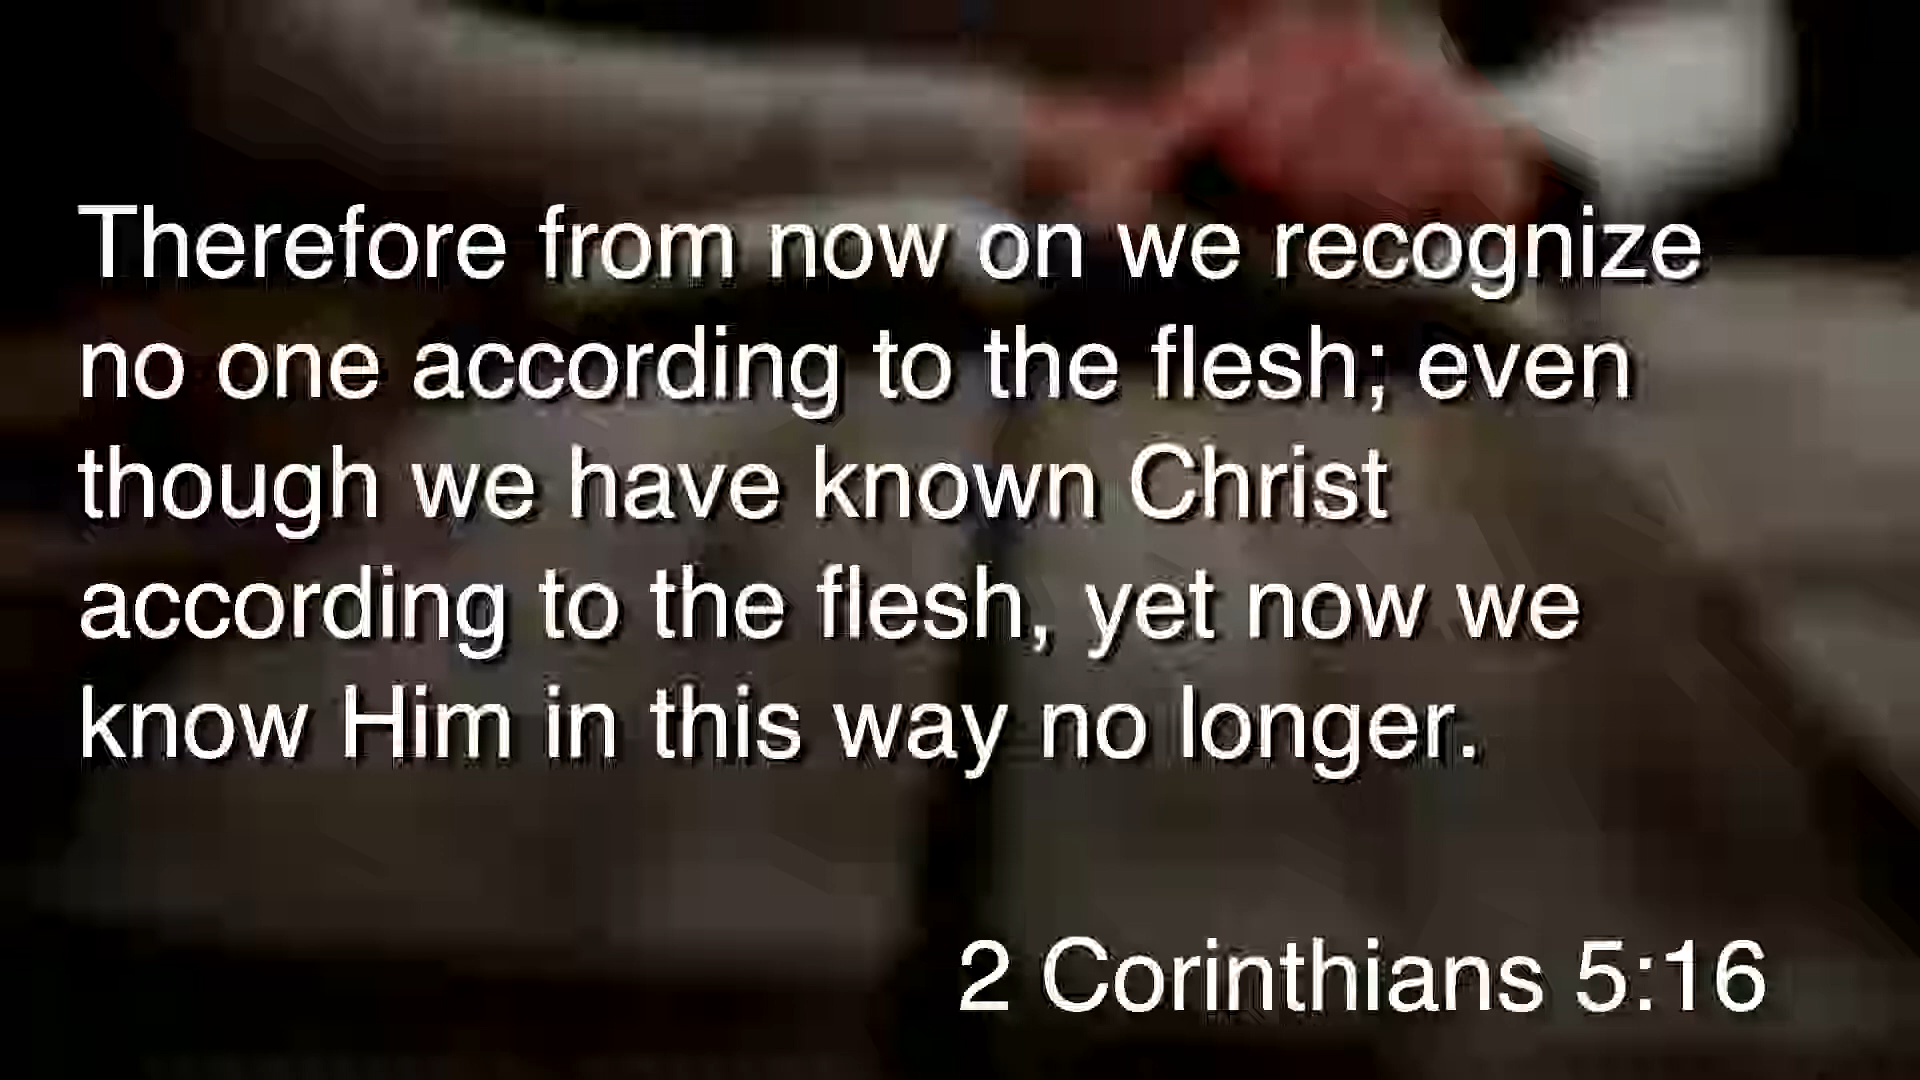 Therefore from now on we recognize
no one according to the flesh; even
though we have known Christ
according to the flesh, yet now we
know Him in this way no longer.
2 Corinthians 5:16